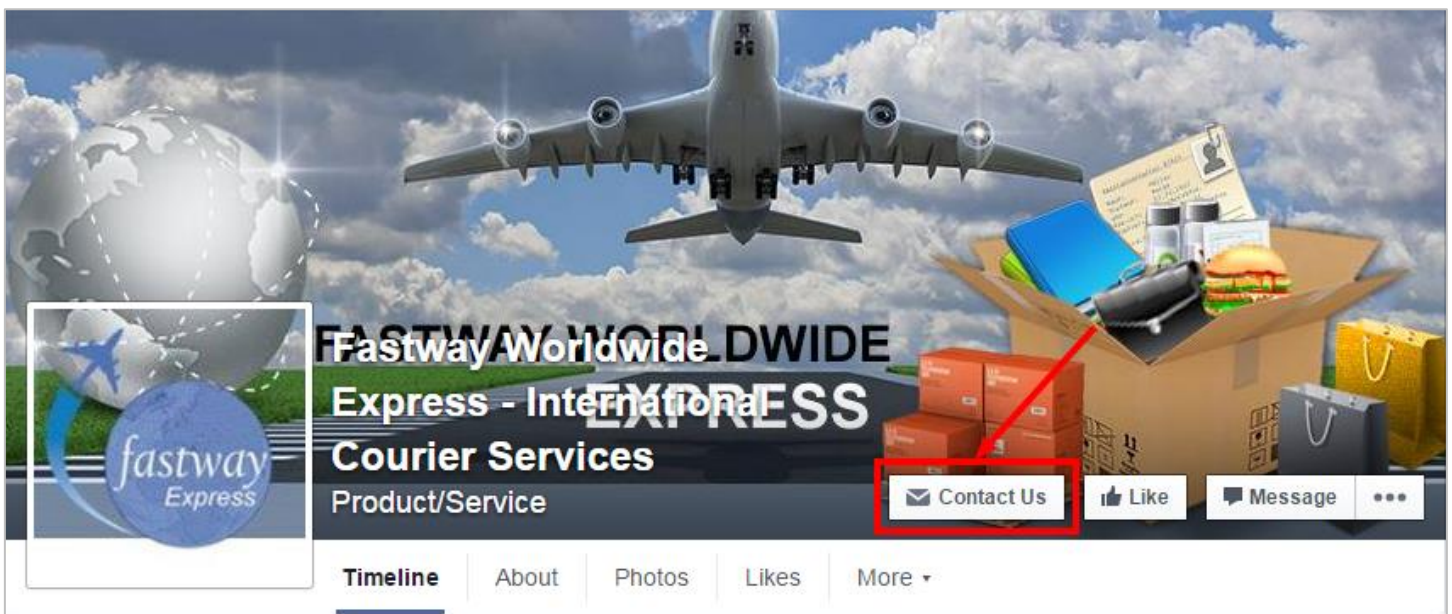 FASTWAY WORLDWIDE
EXPRESS
Fastway Worldwide
Express - International
Courier Services
Product/Service
fastway
Express
Contact Us
Like
Message
Timeline
About
Photos
Likes
More